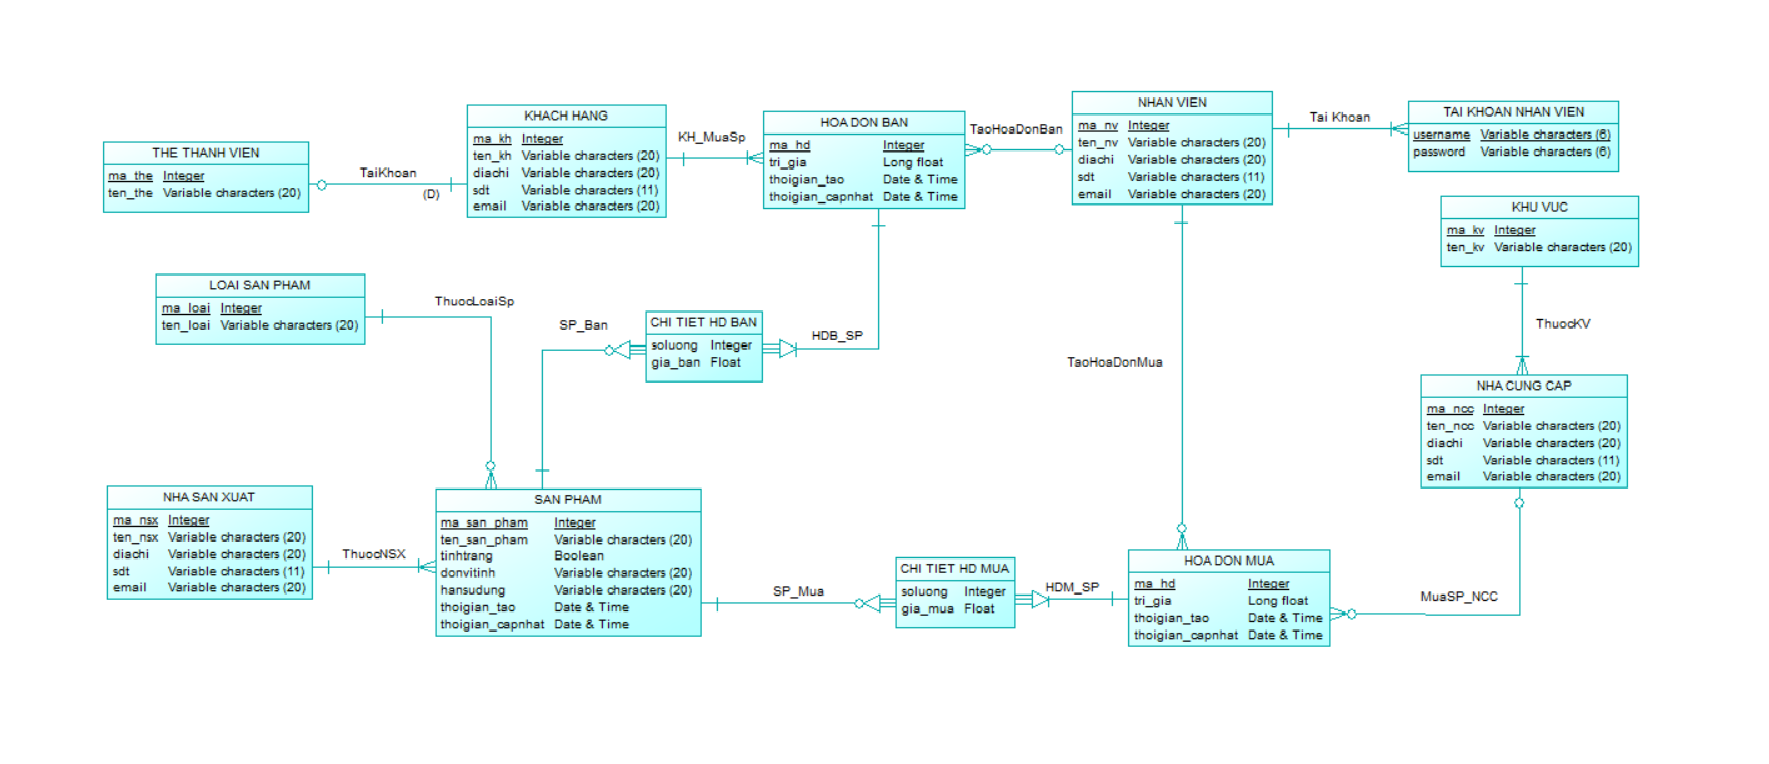 THE THANH VIEN
ma_the Integer
ten_the Variable characters (20)
TaiKhoan
(D)
KHACH HANG
ma_kh Integer
ten_kh Variable characters (20)
diachi Variable characters (20)
sdt Variable characters (11)
email Variable characters (20)
KH_MuaSp
HOA DON BAN
ma_hd Integer
tri_gia Long float
thoigian_tao Date & Time
thoigian_capnhat Date & Time
TaoHoaDonBan
NHAN VIEN
ma_nv Integer
ten_nv Variable characters (20)
diachi Variable characters (20)
sdt Variable characters (11)
email Variable characters (20)
Tai Khoan
TAI KHOAN NHAN VIEN
username Variable characters (6)
password Variable characters (6)
KHU VUC
ma_kv Integer
ten_kv Variable characters (20)
LOAI SAN PHAM
ma_loai Integer
ten_loai Variable characters (20)
ThuocLoaiSp
SP_Ban
CHI TIET HD BAN
soluong Integer
gia_ban Float
HDB_SP
TaoHoaDonMua
ThuocKV
NHA CUNG CAP
ma_ncc Integer
ten_ncc Variable characters (20)
diachi Variable characters (20)
sdt Variable characters (11)
email Variable characters (20)
NHA SAN XUAT
ma_nsx Integer
ten_nsx Variable characters (20)
diachi Variable characters (20)
sdt Variable characters (11)
email Variable characters (20)
ThuocNSX
SAN PHAM
ma_san_pham Integer
ten_san_pham Variable characters (20)
tinhtrang Boolean
donvitinh Variable characters (20)
hansudung Variable characters (20)
thoigian_tao Date & Time
thoigian_capnhat Date & Time
SP_Mua
CHI TIET HD MUA
soluong Integer
gia_mua Float
HDM_SP
HOA DON MUA
ma_hd Integer
tri_gia Long float
thoigian_tao Date & Time
thoigian_capnhat Date & Time
MuaSP_NCC